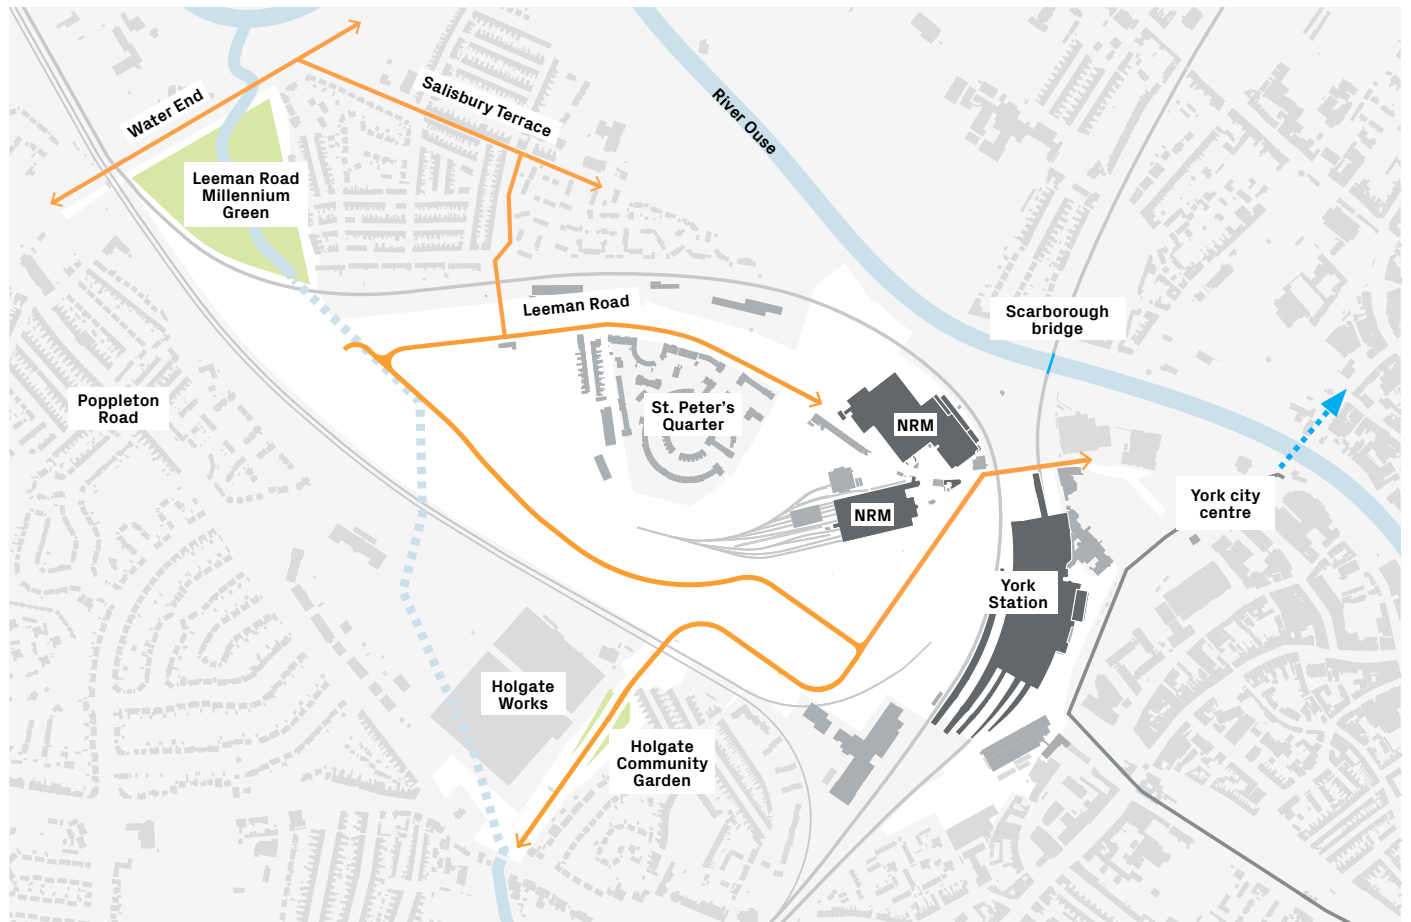 Water End
Salisbury Terrace
River Ouse
Leeman Road
Millennium
Green
Leeman Road
Scarborough
bridge
Poppleton
Road
St. Peter's
Quarter
NRM
NRM
York city
centre
York
Station
Holgate
Works
Holgate
Community
Garden